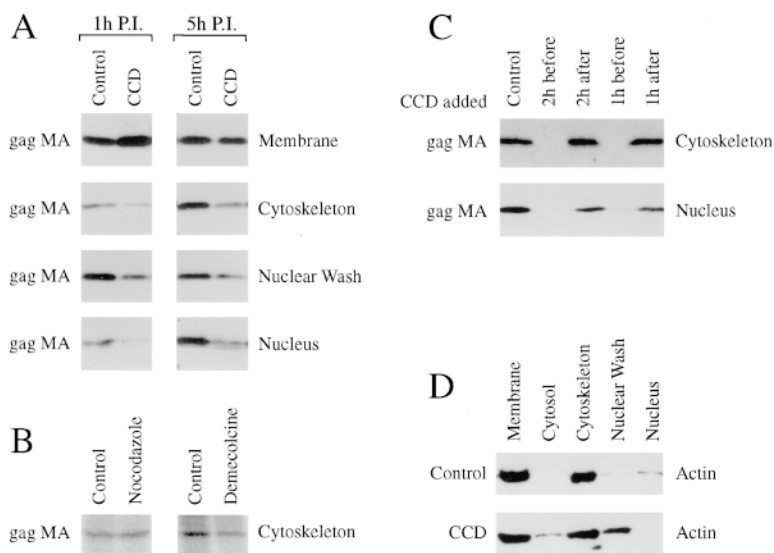 A
1h P.I. 5h P.I.
Control CCD Control CCD
gag MA Membrane
gag MA Cytoskeleton
gag MA Nuclear Wash
gag MA Nucleus
B
Control Nocodazole Control Demecolcine
gag MA Cytoskeleton
C
CCD added Control 2h before 2h after 1h before 1h after
gag MA Cytoskeleton
gag MA Nucleus
D
Membrane Cytosol Cytoskeleton Nuclear Wash Nucleus
Control Actin
CCD Actin